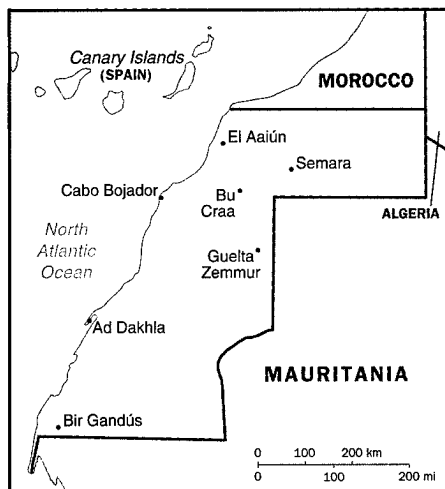 Canary Islands
(SPAIN)
MOROCCO
El Aaiún
Semara
Cabo Bojador
Bu
Craa
ALGERIA
North
Atlantic
Ocean
Guelta
Zemmur
Ad Dakhla
MAURITANIA
Bir Gandús
0 100 200 km
0 100 200 mi